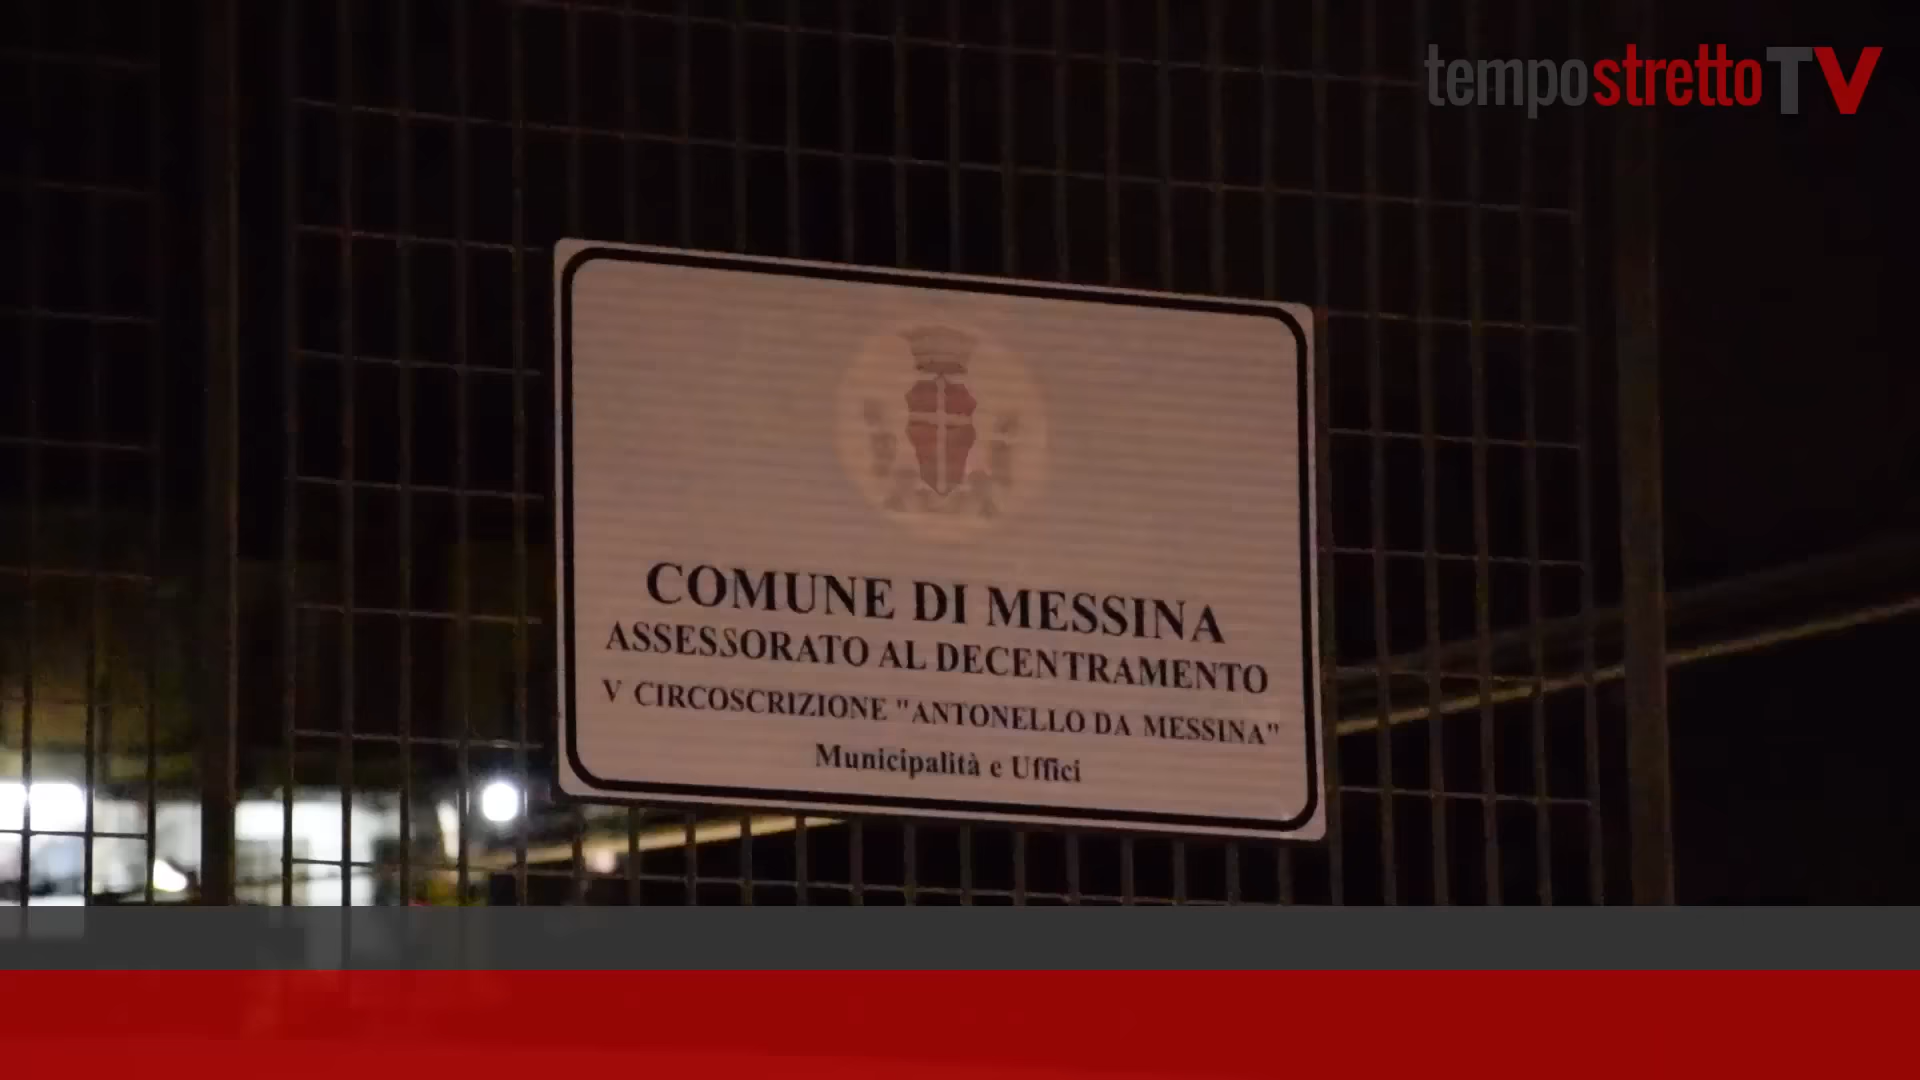 tempostrettoTV
COMUNE DI MESSINA
ASSESSORATO AL DECENTRAMENTO
V CIRCOSCRIZIONE "ANTONELLO DA MESSINA"
Municipalità e Uffici